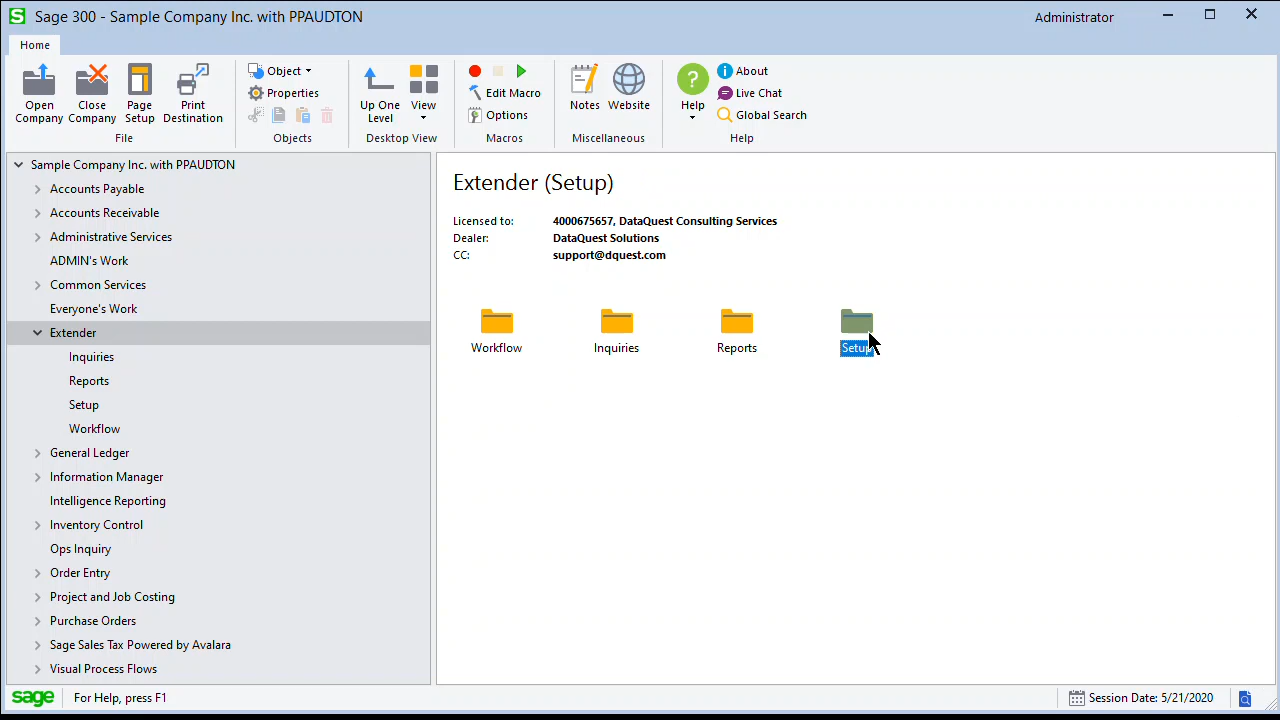 Sage 300 - Sample Company Inc. with PPAUDTON
Administrator
Home
Open Company
Close Company
Page Setup
Print Destination
File
Object
Properties
Objects
Up One Level
View
Desktop View
Edit Macro
Options
Macros
Notes
Website
Miscellaneous
Help
About
Live Chat
Global Search
Help
Sample Company Inc. with PPAUDTON
Accounts Payable
Accounts Receivable
Administrative Services
ADMIN's Work
Common Services
Everyone's Work
Extender
Inquiries
Reports
Setup
Workflow
General Ledger
Information Manager
Intelligence Reporting
Inventory Control
Ops Inquiry
Order Entry
Project and Job Costing
Purchase Orders
Sage Sales Tax Powered by Avalara
Visual Process Flows
Extender (Setup)
Licensed to: 4000675657, DataQuest Consulting Services
Dealer: DataQuest Solutions
CC: support@dquest.com
Workflow
Inquiries
Reports
Setup
sage
For Help, press F1
Session Date: 5/21/2020